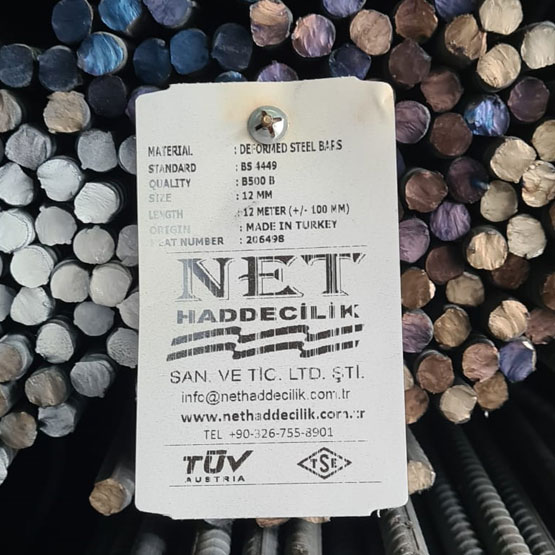 MATERIAL : DEFORMED STEEL BARS
STANDARD : BS 4449
QUALITY : B500 B
SIZE : 12 MM
LENGTH : 12 METER (+/- 100 MM)
ORIGIN : MADE IN TURKEY
HEAT NUMBER : 206498
NET
HADDECİLİK
SAN. VE TİC. LTD. ŞTİ.
info@nethaddecilik.com.tr
www.nethaddecilik.com.tr
TEL +90-326-755-8901
TÜV
AUSTRIA
TSE